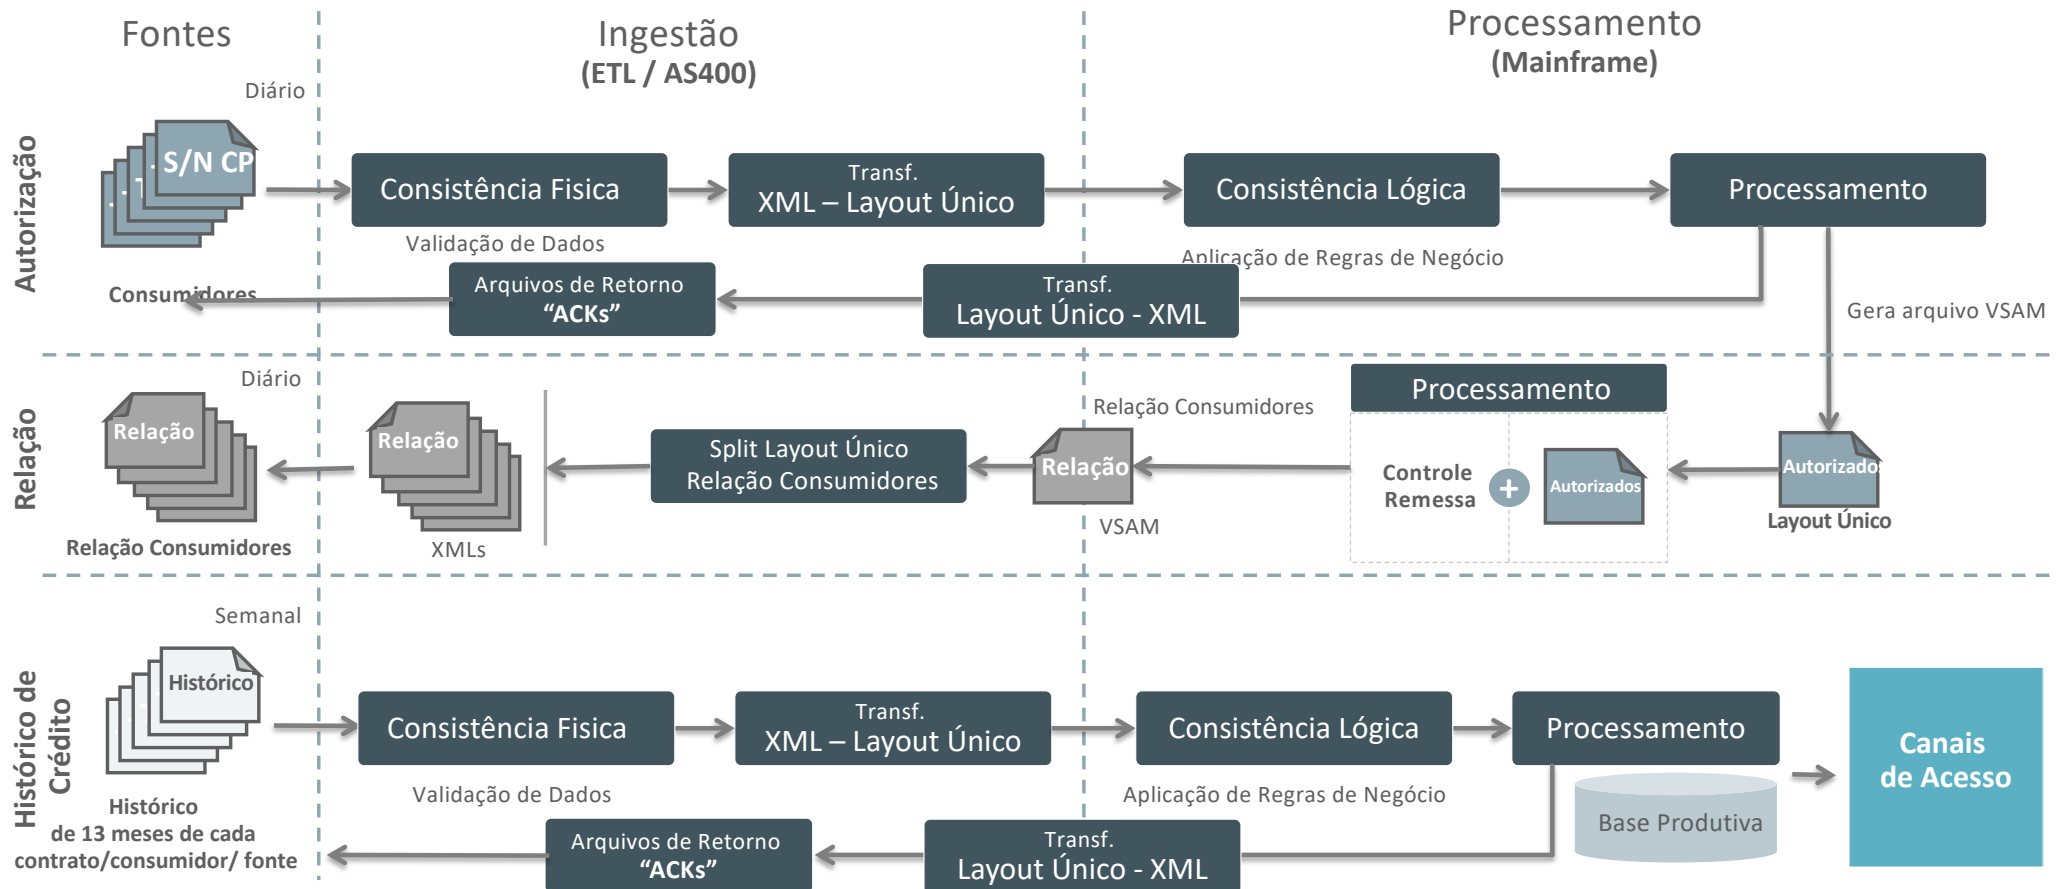 Fontes
Ingestão
(ETL / AS400)
Processamento
(Mainframe)
Autorização
Diário
S/N CP
Consumidores
Consistência Fisica
Validação de Dados
Transf.
XML – Layout Único
Consistência Lógica
Aplicação de Regras de Negócio
Processamento
Arquivos de Retorno
“ACKs”
Transf.
Layout Único - XML
Gera arquivo VSAM
Relação
Diário
Relação
Relação Consumidores
Relação
XMLs
Split Layout Único
Relação Consumidores
Relação Consumidores
Relação
VSAM
Processamento
Controle
Remessa
+
Autorizados
Autorizados
Layout Único
Histórico de
Crédito
Semanal
Histórico
Histórico
de 13 meses de cada
contrato/consumidor/ fonte
Consistência Fisica
Validação de Dados
Transf.
XML – Layout Único
Consistência Lógica
Aplicação de Regras de Negócio
Processamento
Base Produtiva
Canais
de Acesso
Arquivos de Retorno
“ACKs”
Transf.
Layout Único - XML